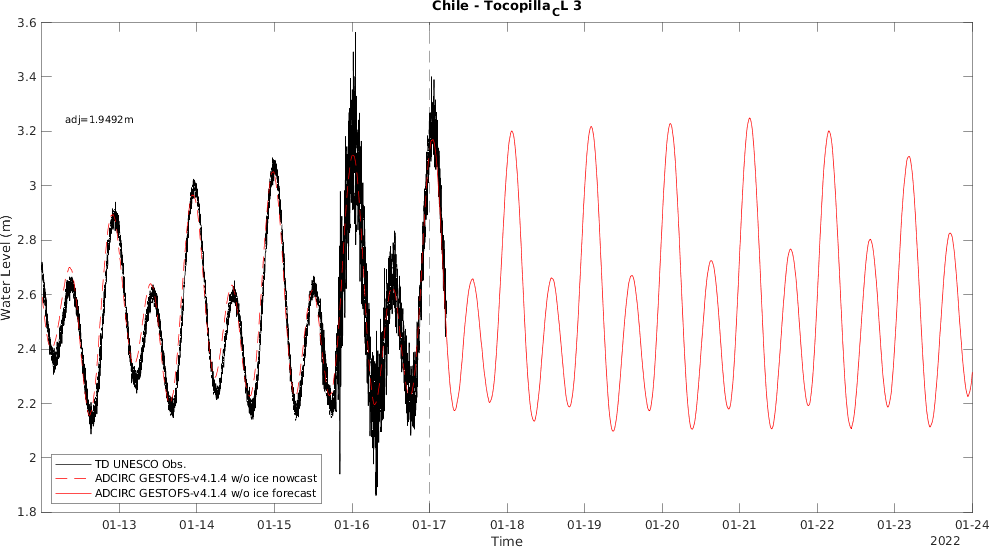 Chile - Tocopilla_CL 3
3.6
3.4
3.2
3
2.8
2.6
2.4
2.2
2
1.8
Water Level (m)
adj=1.9492m
TD UNESCO Obs.
ADCIRC GESTOFS-v4.1.4 w/o ice nowcast
ADCIRC GESTOFS-v4.1.4 w/o ice forecast
01-13 01-14 01-15 01-16 01-17 01-18 01-19 01-20 01-21 01-22 01-23 01-24
Time
2022